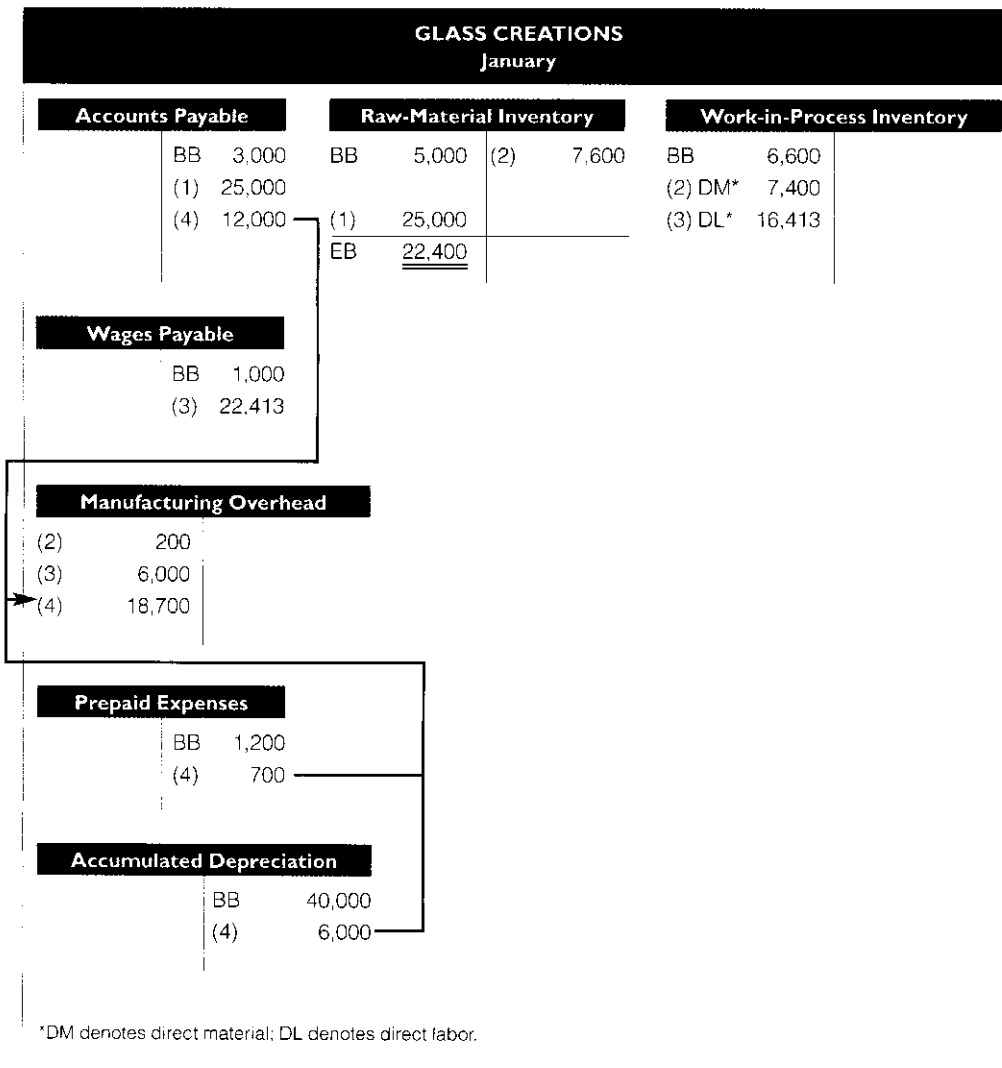 GLASS CREATIONS
January
Accounts Payable
BB 3,000
(1) 25,000
(4) 12,000
Raw-Material Inventory
BB 5,000 (2) 7,600
(1) 25,000
EB 22,400
Work-in-Process Inventory
BB 6,600
(2) DM* 7,400
(3) DL* 16,413
Wages Payable
BB 1,000
(3) 22,413
Manufacturing Overhead
(2) 200
(3) 6,000
(4) 18,700
Prepaid Expenses
BB 1,200
(4) 700
Accumulated Depreciation
BB 40,000
(4) 6,000
*DM denotes direct material; DL denotes direct labor.